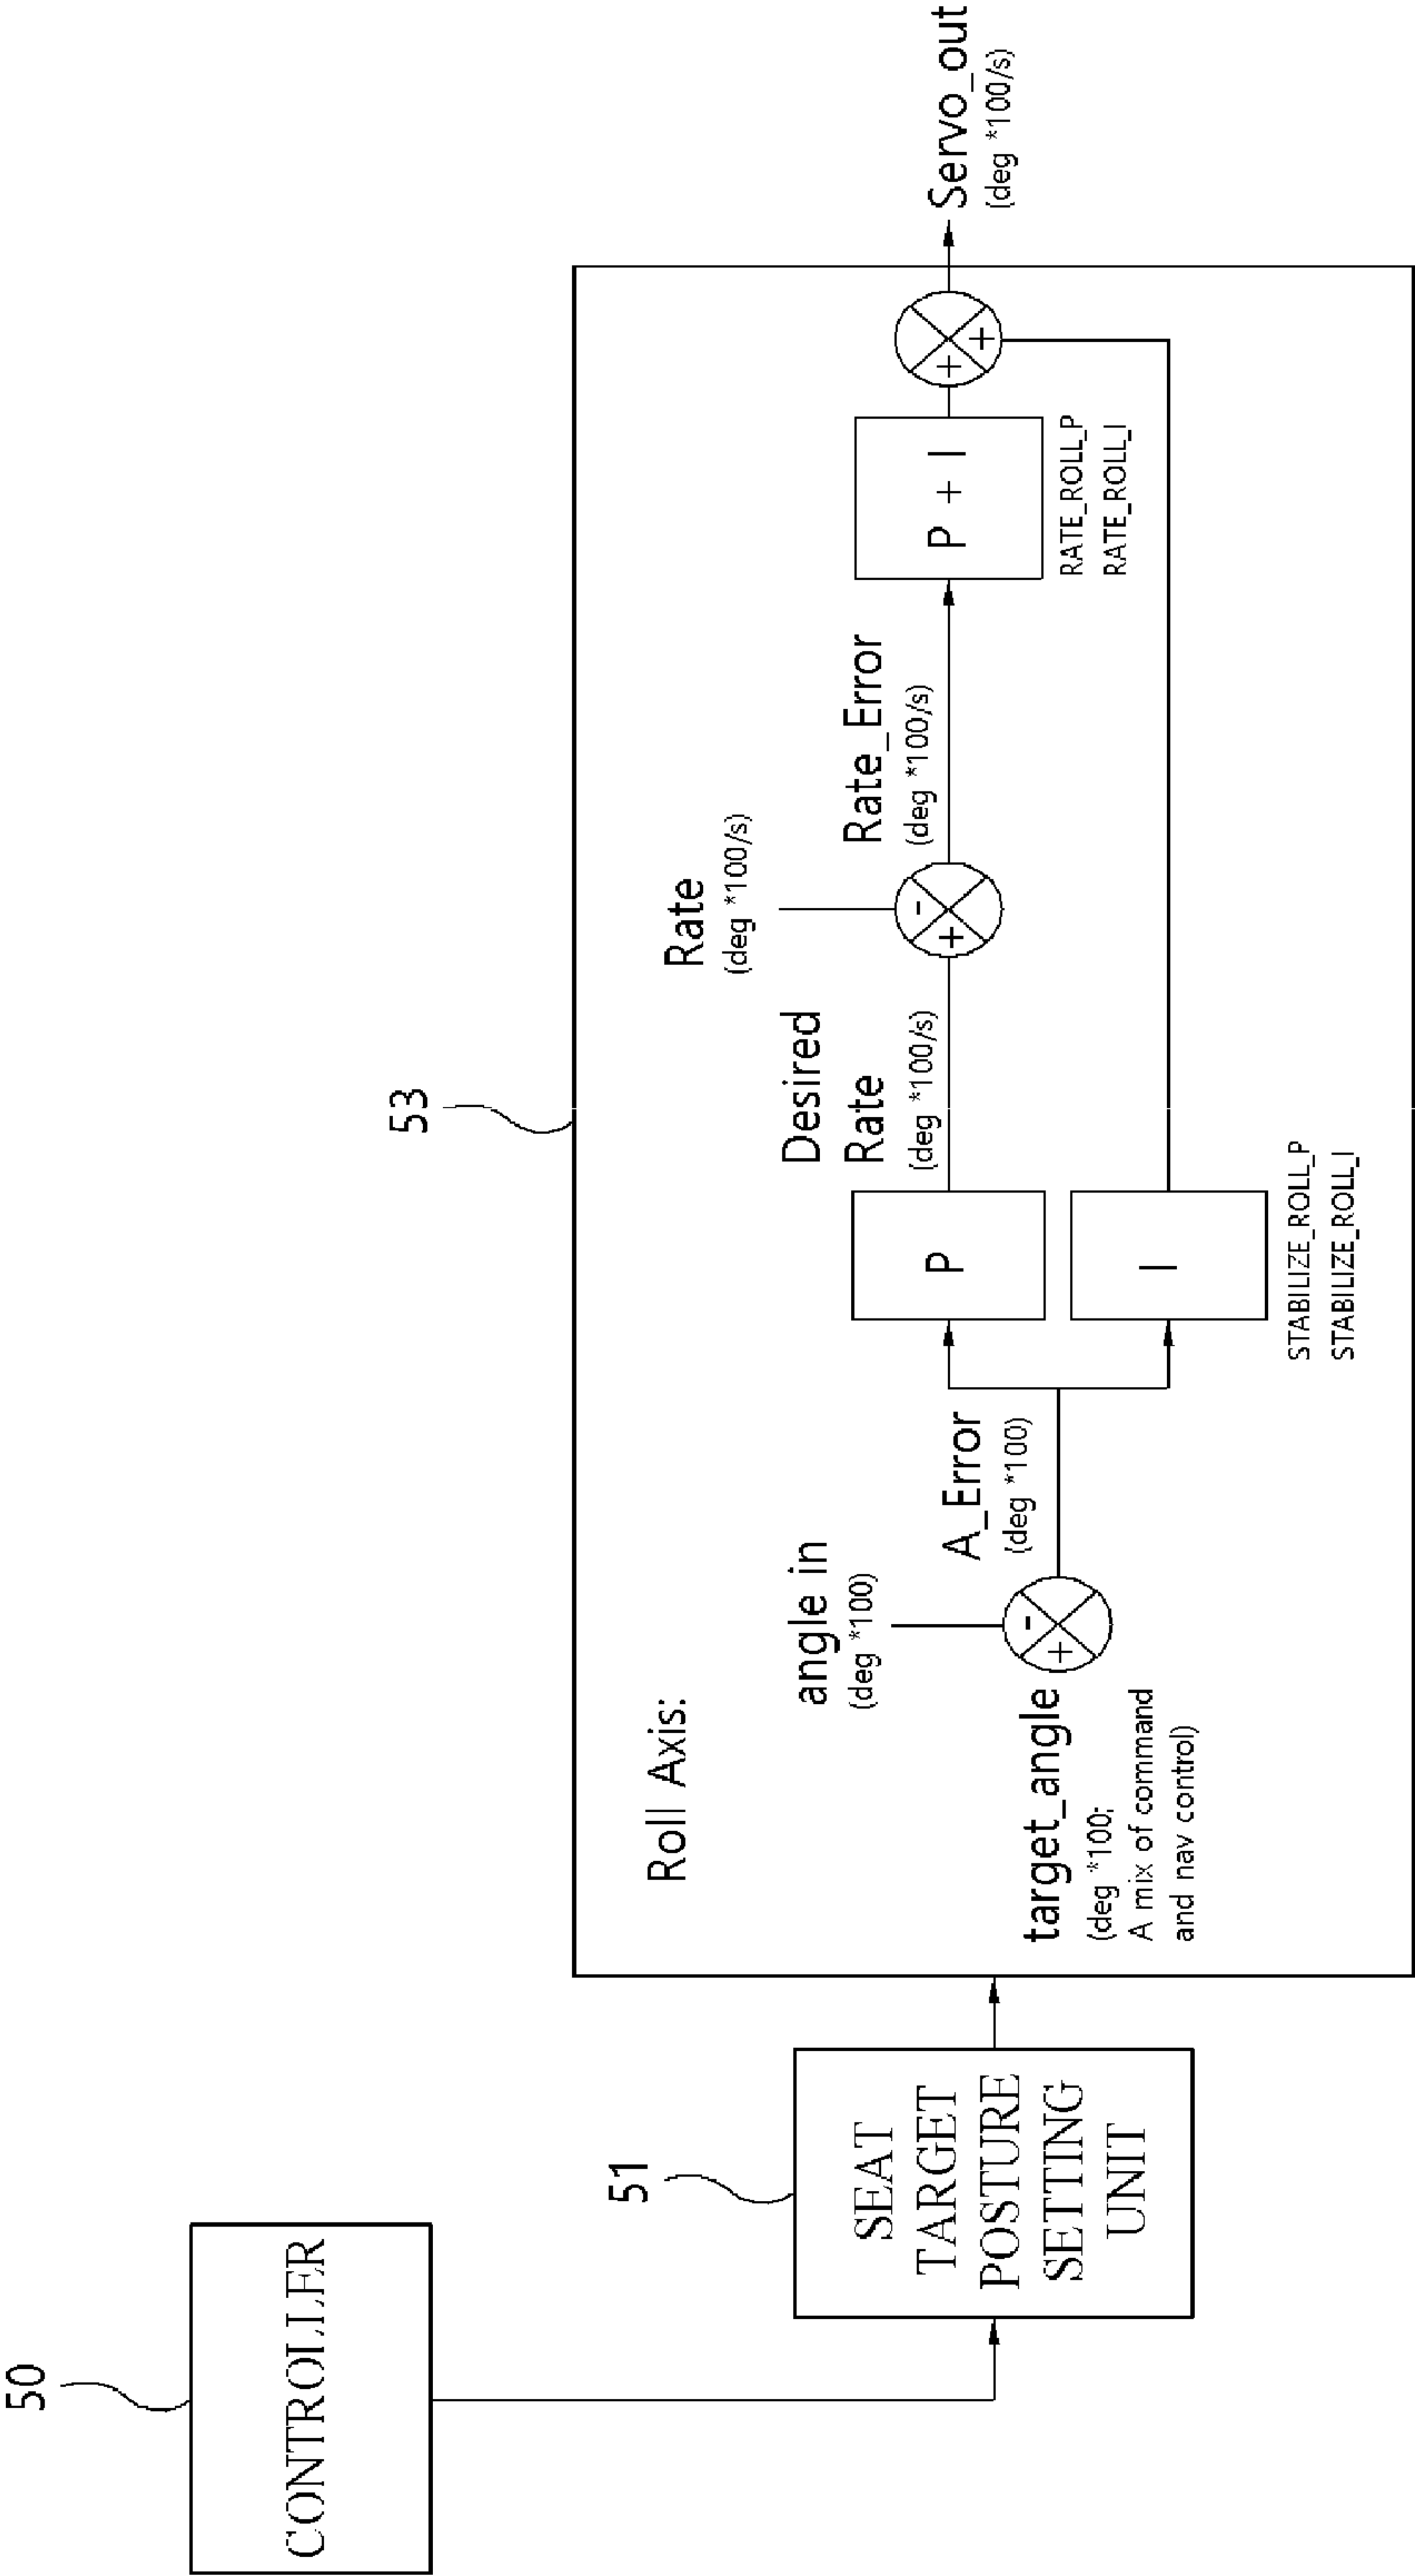 50
CONTROLLER
51
SEAT
TARGET
POSTURE
SETTING
UNIT
53
Roll Axis:
target_angle
(deg *100;
A mix of command
and nav control)
angle in
(deg *100)
-
+
A_Error
(deg *100)
P
I
STABILIZE_ROLL_P
STABILIZE_ROLL_I
Desired
Rate
(deg *100/s)
Rate
(deg *100/s)
-
+
Rate_Error
(deg *100/s)
P + I
RATE_ROLL_P
RATE_ROLL_I
+
+
Servo_out
(deg *100/s)